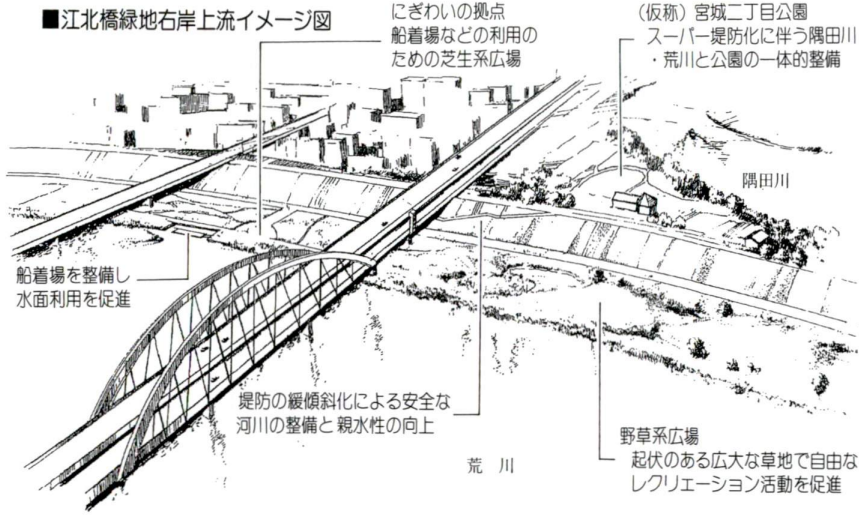 ■江北橋緑地右岸上流イメージ図
にぎわいの拠点
船着場などの利用の
ための芝生系広場
(仮称)宮城二丁目公園
スーパー堤防化に伴う隅田川
・荒川と公園の一体的整備
隅田川
船着場を整備し
水面利用を促進
堤防の緩傾斜化による安全な
河川の整備と親水性の向上
荒川
野草系広場
起伏のある広大な草地で自由な
レクリエーション活動を促進